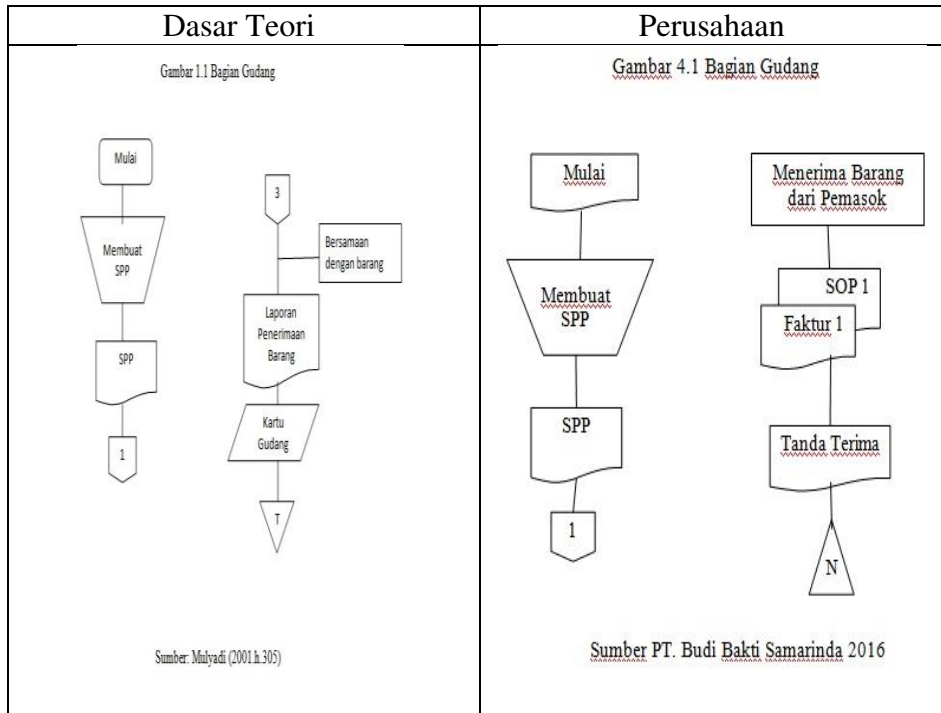 Dasar Teori
Perusahaan
Gambar 1.1 Bagian Gudang
Mulai
Membuat
SPP
SPP
1
3
Bersamaan
dengan barang
Laporan
Penerimaan
Barang
Kartu
Gudang
T
Sumber: Mulyadi (2001.h.305)
Gambar 4.1 Bagian Gudang
Mulai
Membuat
SPP
SPP
1
Menerima Barang
dari Pemasok
SOP 1
Faktur 1
Tanda Terima
N
Sumber PT. Budi Bakti Samarinda 2016